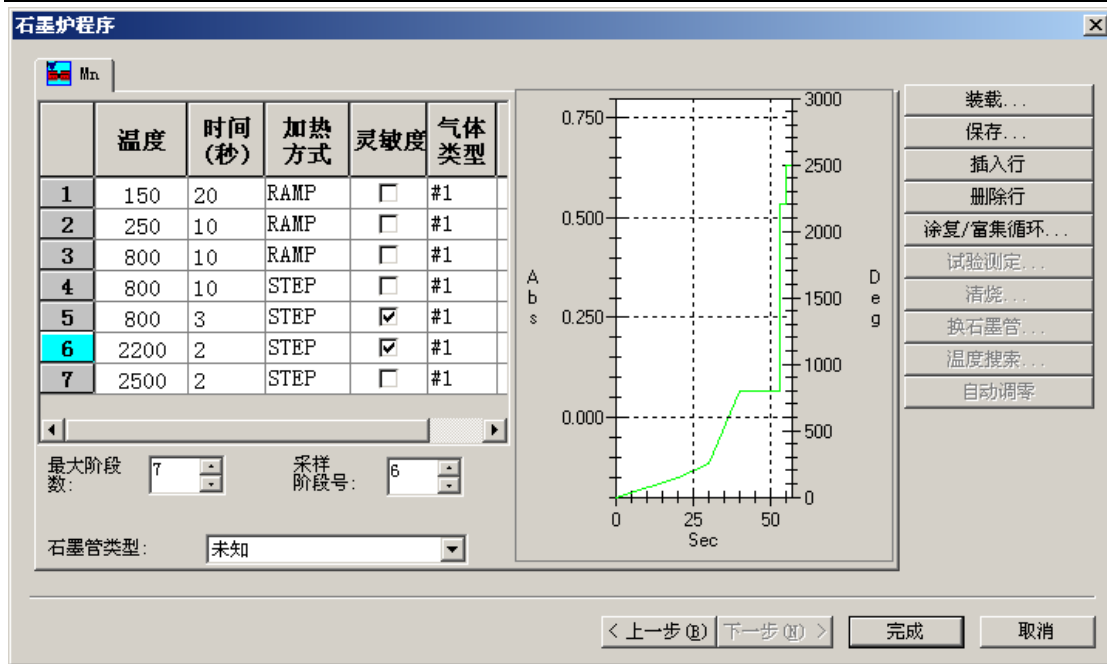 石墨炉程序
Mn
温度 时间(秒) 加热方式 灵敏度 气体类型
1 150 20 RAMP #1
2 250 10 RAMP #1
3 800 10 RAMP #1
4 800 10 STEP #1
5 800 3 STEP #1
6 2200 2 STEP #1
7 2500 2 STEP #1
最大阶段数: 7 采样阶段号: 6
石墨管类型: 未知
0.750
0.500
0.250
0.000
Abs
3000
2500
2000
1500
1000
500
0
Deg
0 25 50
Sec
装载...
保存...
插入行
删除行
涂复/富集循环...
试验测定...
清烧...
换石墨管...
温度搜索...
自动调零
< 上一步(B) 下一步(N) > 完成 取消